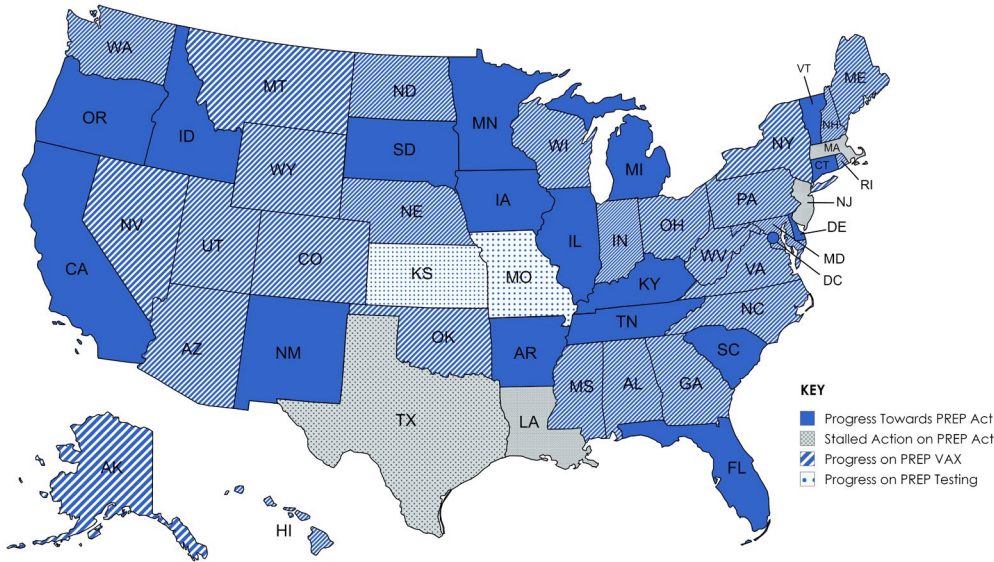 WA
MT
ND
MN
VT
ME
OR
ID
SD
WI
MI
NY
NH
MA
CT
RI
WY
IA
NE
PA
NJ
NV
UT
CO
IL
IN
OH
DE
MD
DC
CA
KS
MO
WV
VA
KY
AZ
NM
OK
AR
TN
NC
SC
MS
AL
GA
TX
LA
FL
AK
HI
KEY
Progress Towards PREP Act
Stalled Action on PREP Act
Progress on PREP VAX
Progress on PREP Testing